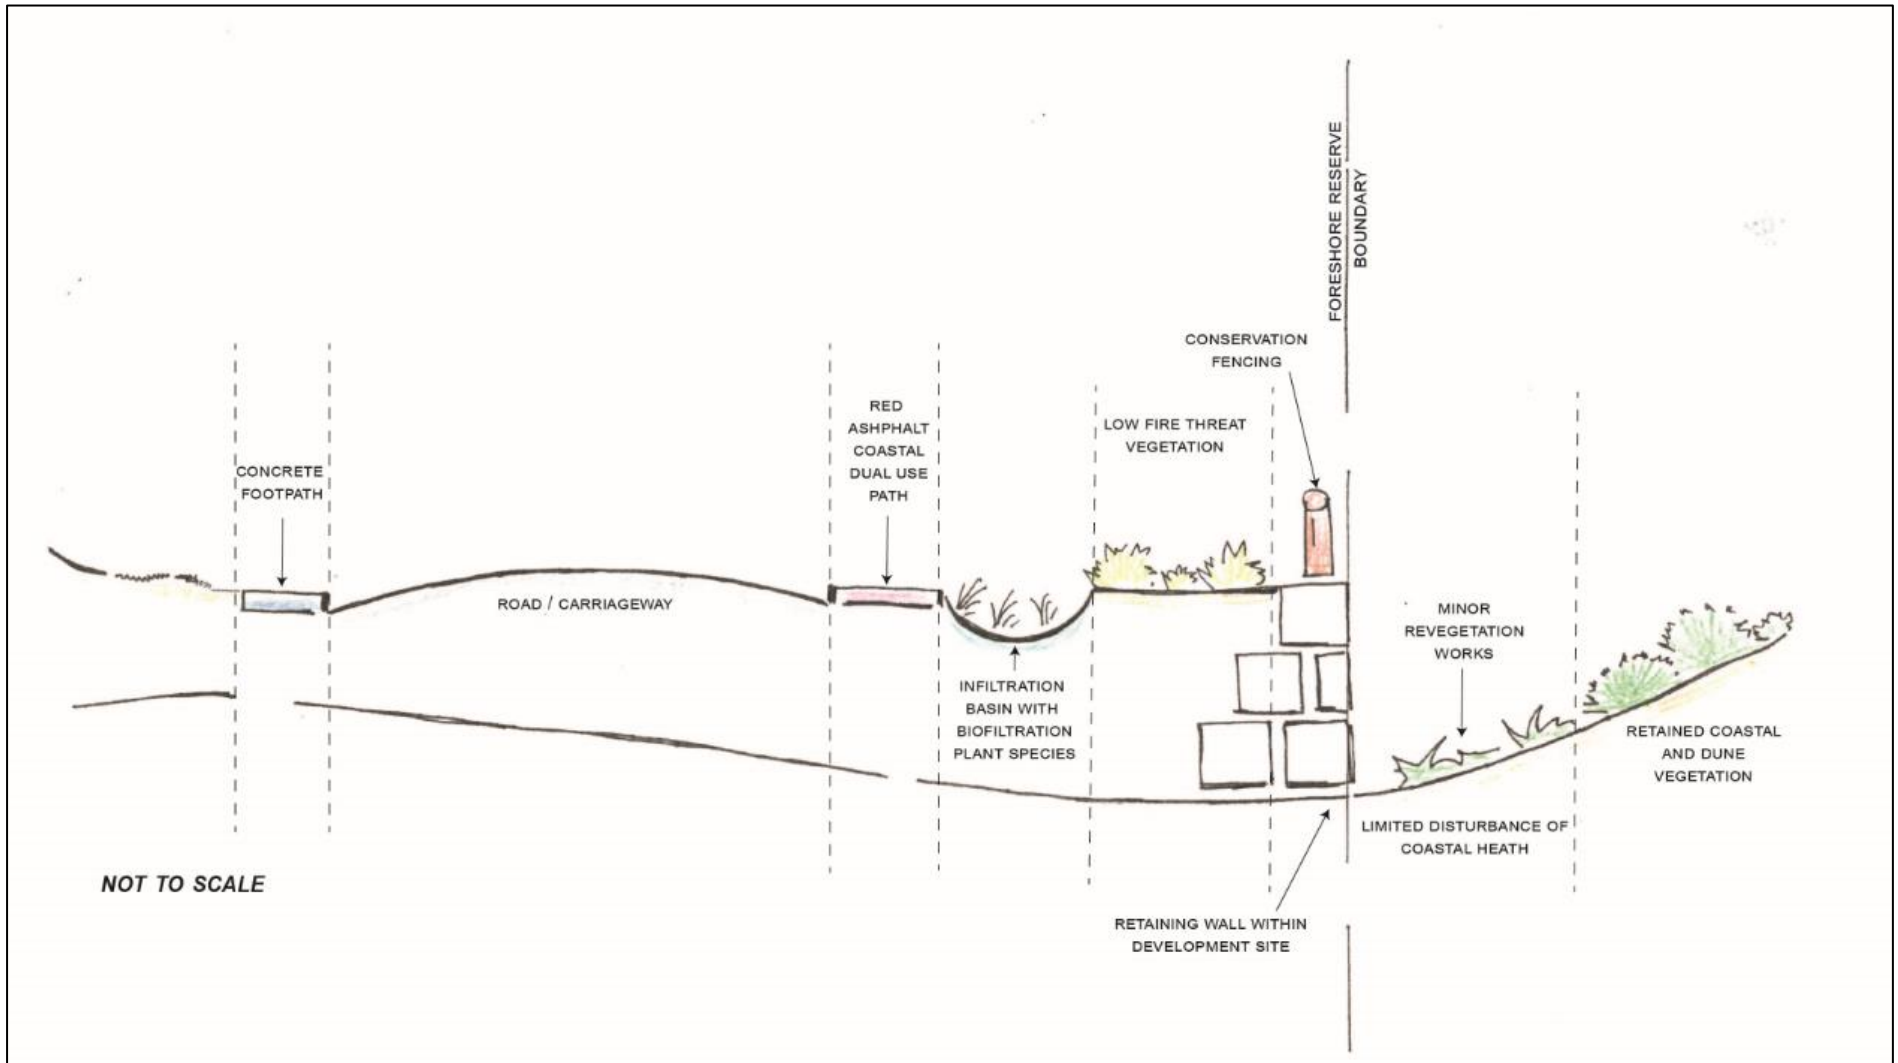 FORESHORE RESERVE
BOUNDARY
CONSERVATION
FENCING
RED
ASHPHALT
COASTAL
DUAL USE
PATH
LOW FIRE THREAT
VEGETATION
CONCRETE
FOOTPATH
ROAD / CARRIAGEWAY
MINOR
REVEGETATION
WORKS
INFILTRATION
BASIN WITH
BIOFILTRATION
PLANT SPECIES
RETAINED COASTAL
AND DUNE
VEGETATION
LIMITED DISTURBANCE OF
COASTAL HEATH
NOT TO SCALE
RETAINING WALL WITHIN
DEVELOPMENT SITE